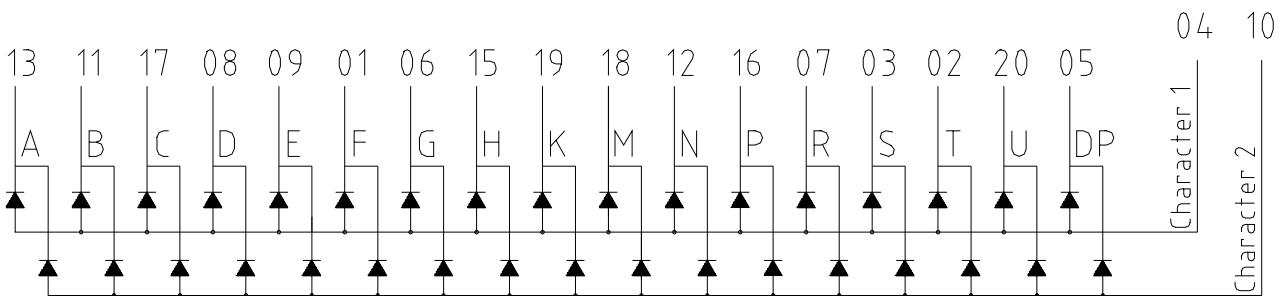 04 10
13 11 17 08 09 01 06 15 19 18 12 16 07 03 02 20 05
A B C D E F G H K M N P R S T U DP
Character 1
Character 2